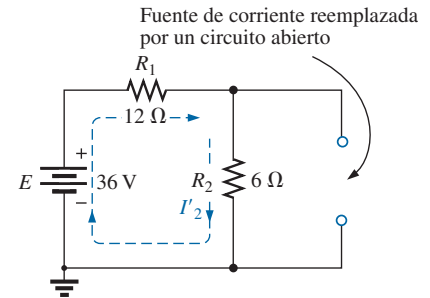 Fuente de corriente reemplazada
por un circuito abierto
R1
12 Ω
+
E
36 V
R2
6 Ω
–
I′2